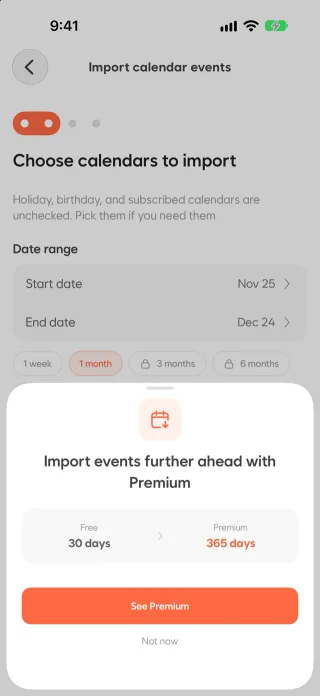 9:41
Import calendar events
Choose calendars to import
Holiday, birthday, and subscribed calendars are
unchecked. Pick them if you need them
Date range
Start date
Nov 25
End date
Dec 24
1 week
1 month
3 months
6 months
Import events further ahead with
Premium
Free
30 days
Premium
365 days
See Premium
Not now